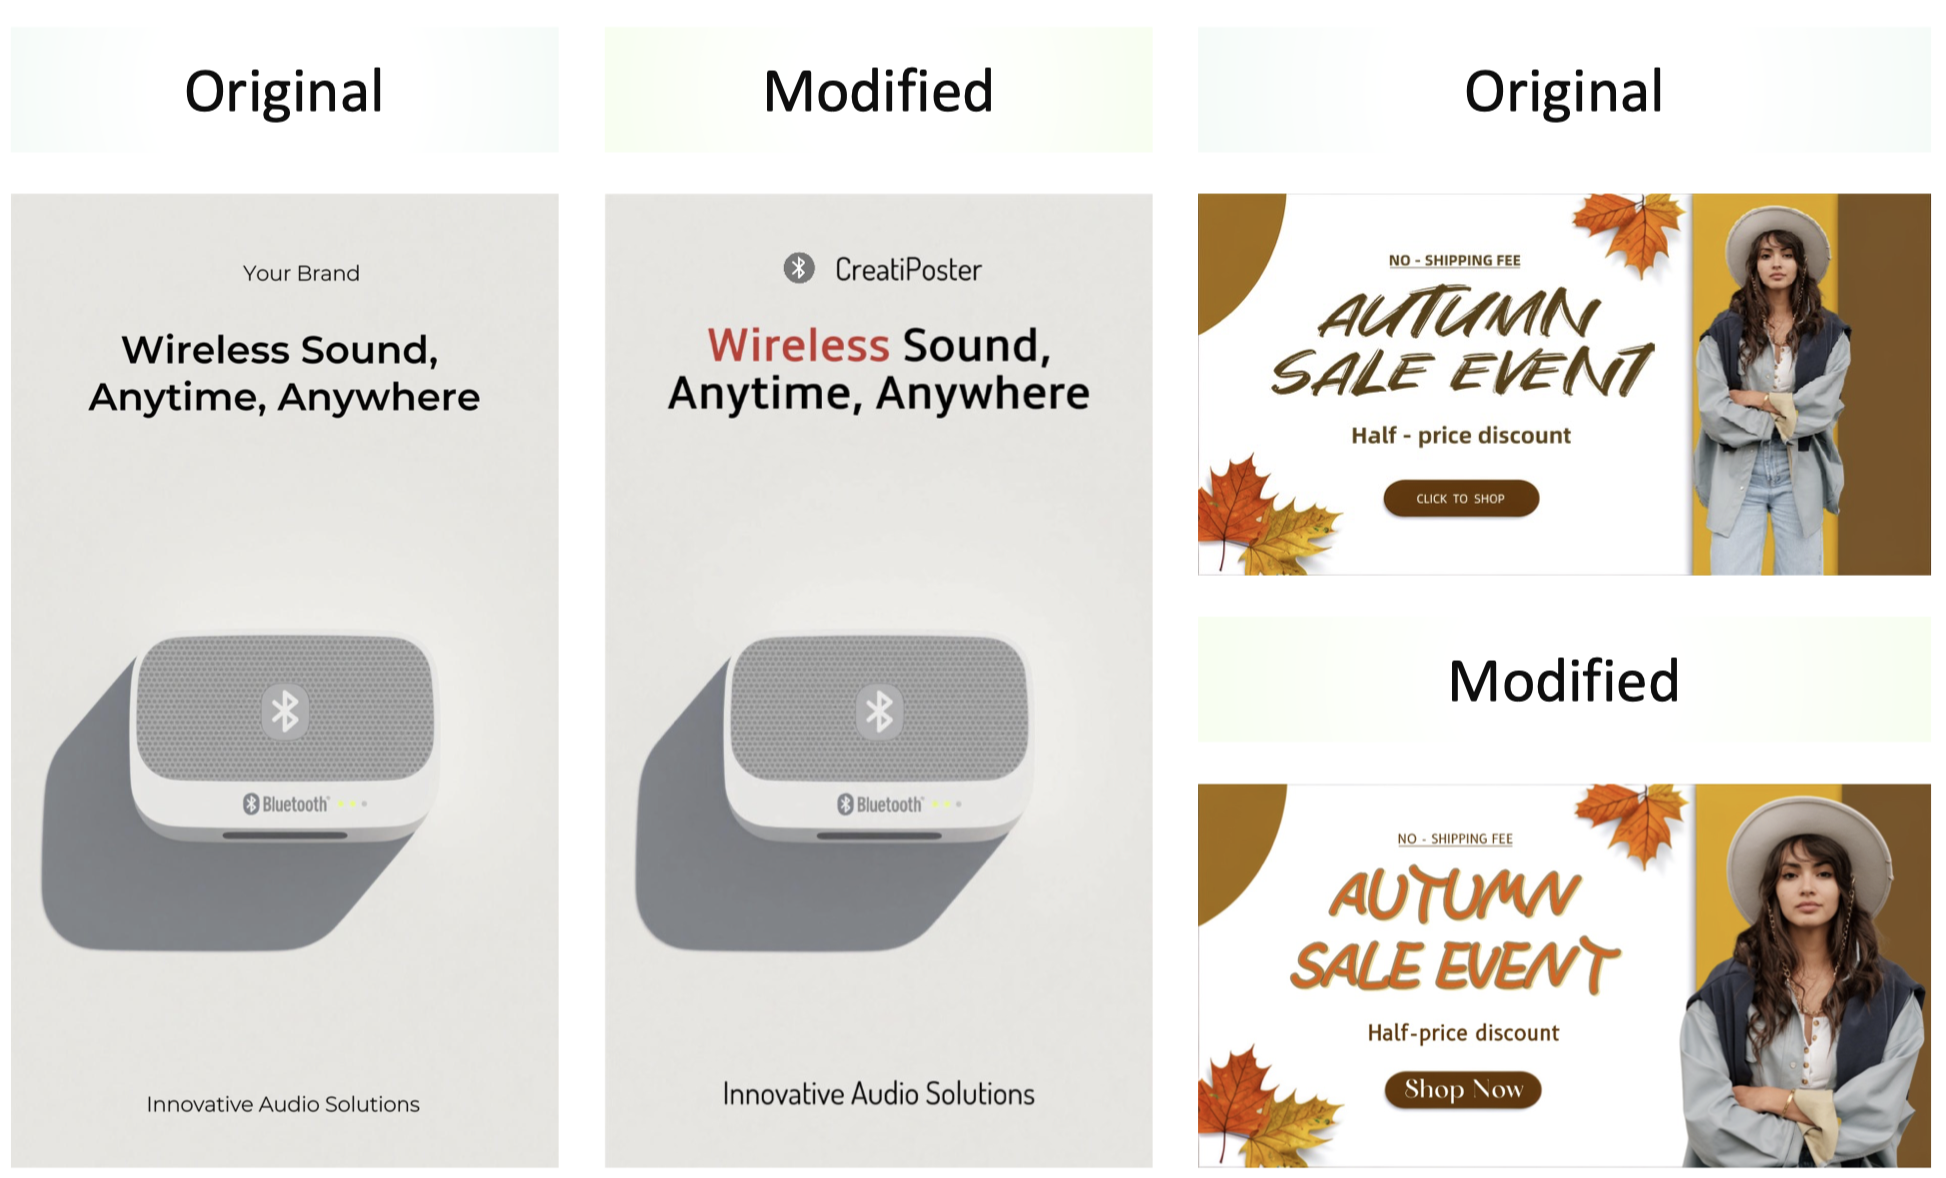 Original
Your Brand
Wireless Sound,
Anytime, Anywhere
Bluetooth
Innovative Audio Solutions
Modified
CreatiPoster
Wireless Sound,
Anytime, Anywhere
Bluetooth
Innovative Audio Solutions
Original
NO - SHIPPING FEE
AUTUMN
SALE EVENT
Half - price discount
CLICK TO SHOP
Modified
NO - SHIPPING FEE
AUTUMN
SALE EVENT
Half-price discount
Shop Now